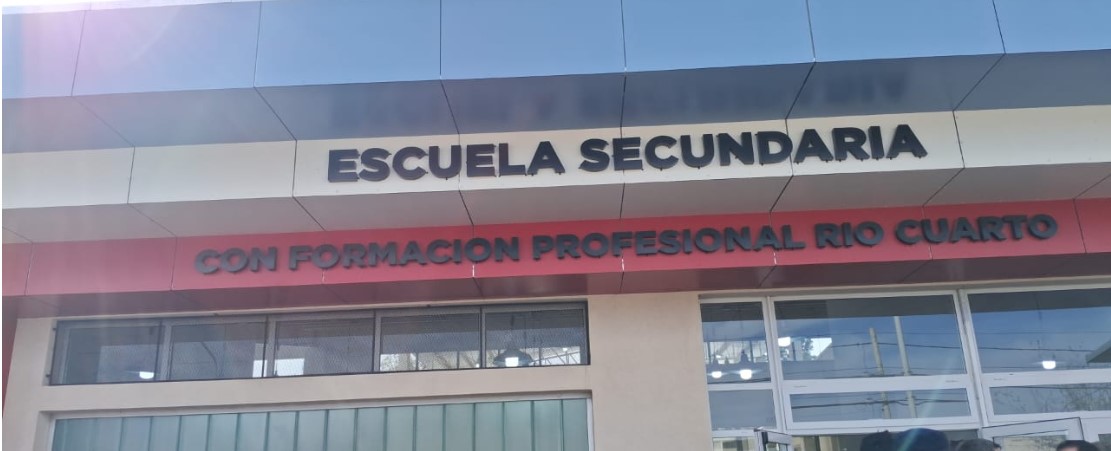 ESCUELA SECUNDARIA
CON FORMACION PROFESIONAL RIO CUARTO